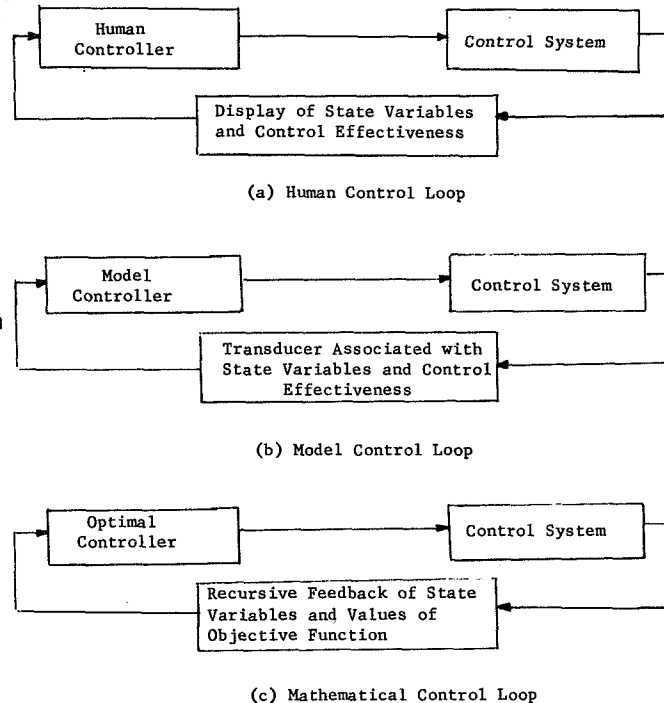 Human
Controller
Control System
Display of State Variables
and Control Effectiveness
(a) Human Control Loop
Model
Controller
Control System
Transducer Associated with
State Variables and Control
Effectiveness
(b) Model Control Loop
Optimal
Controller
Control System
Recursive Feedback of State
Variables and Values of
Objective Function
(c) Mathematical Control Loop